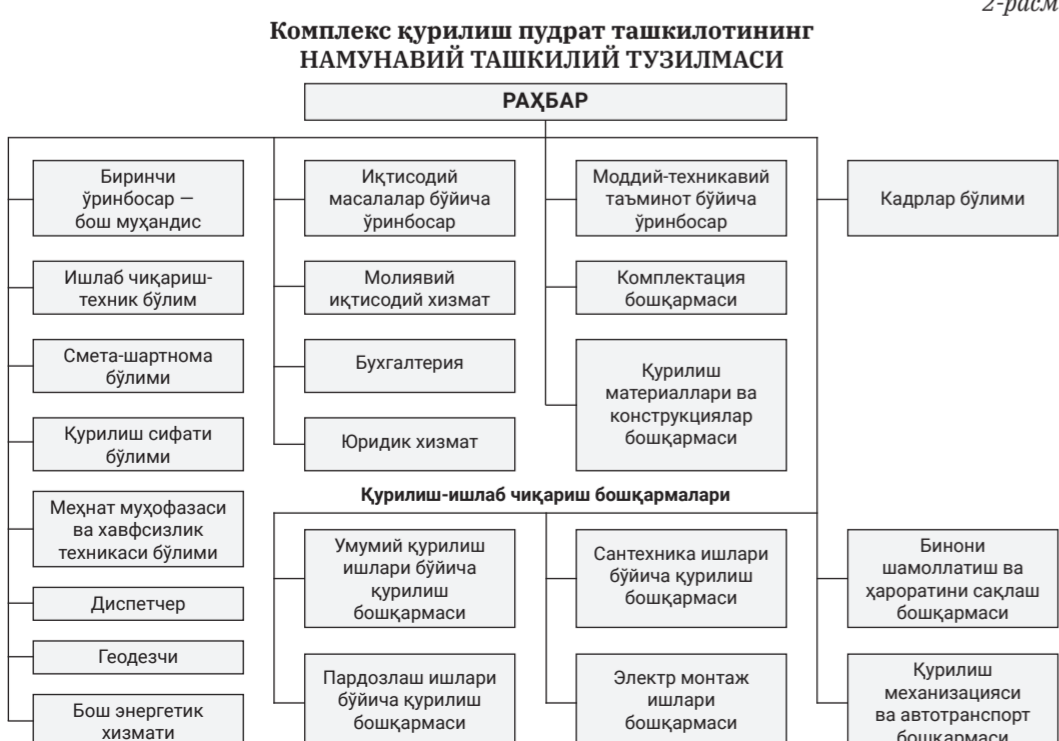 2-расм
Комплекс қурилиш пудрат ташкилотининг
НАМУНАВИЙ ТАШКИЛИЙ ТУЗИЛМАСИ
РАҲБАР
Биринчи
ўринбосар —
бош муҳандис
Ишлаб чиқариш-
техник бўлим
Смета-шартнома
бўлими
Қурилиш сифати
бўлими
Меҳнат муҳофазаси
ва хавфсизлик
техникаси бўлими
Диспетчер
Геодезчи
Бош энергетик
хизмати
Иқтисодий
масалалар бўйича
ўринбосар
Молиявий
иқтисодий хизмат
Бухгалтерия
Юридик хизмат
Моддий-техникавий
таъминот бўйича
ўринбосар
Комплектация
бошқармаси
Қурилиш
материаллари ва
конструкциялар
бошқармаси
Кадрлар бўлими
Қурилиш-ишлаб чиқариш бошқармалари
Умумий қурилиш
ишлари бўйича
қурилиш
бошқармаси
Пардозлаш ишлари
бўйича қурилиш
бошқармаси
Сантехника ишлари
бўйича қурилиш
бошқармаси
Электр монтаж
ишлари
бошқармаси
Бинони
шамоллатиш ва
ҳароратини сақлаш
бошқармаси
Қурилиш
механизацияси
ва автотранспорт
бошқармаси